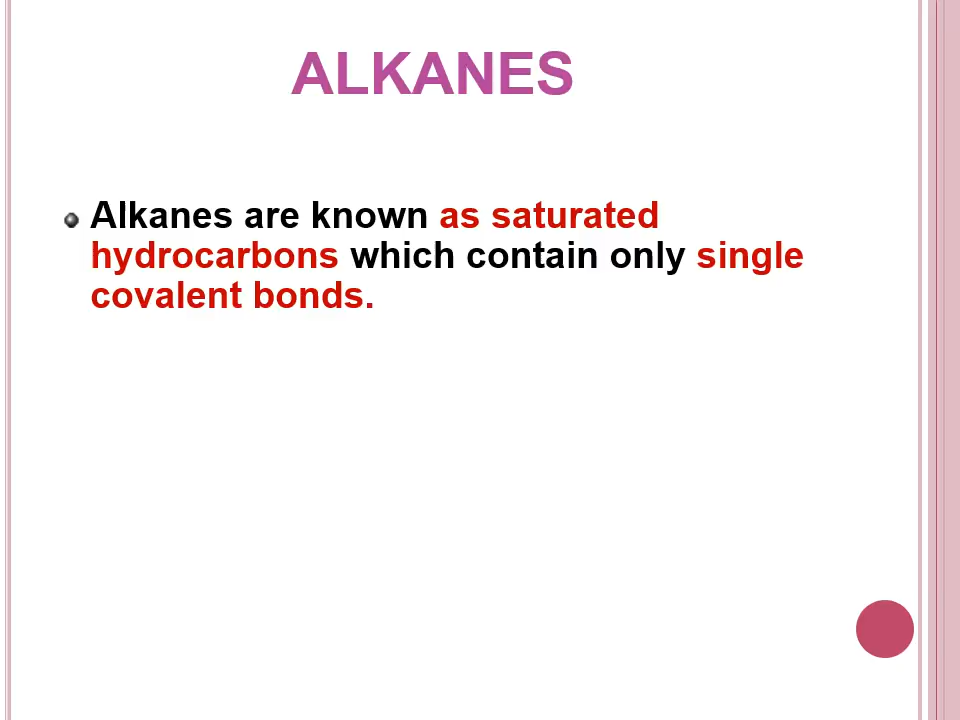 ALKANES
Alkanes are known as saturated
hydrocarbons which contain only single
covalent bonds.